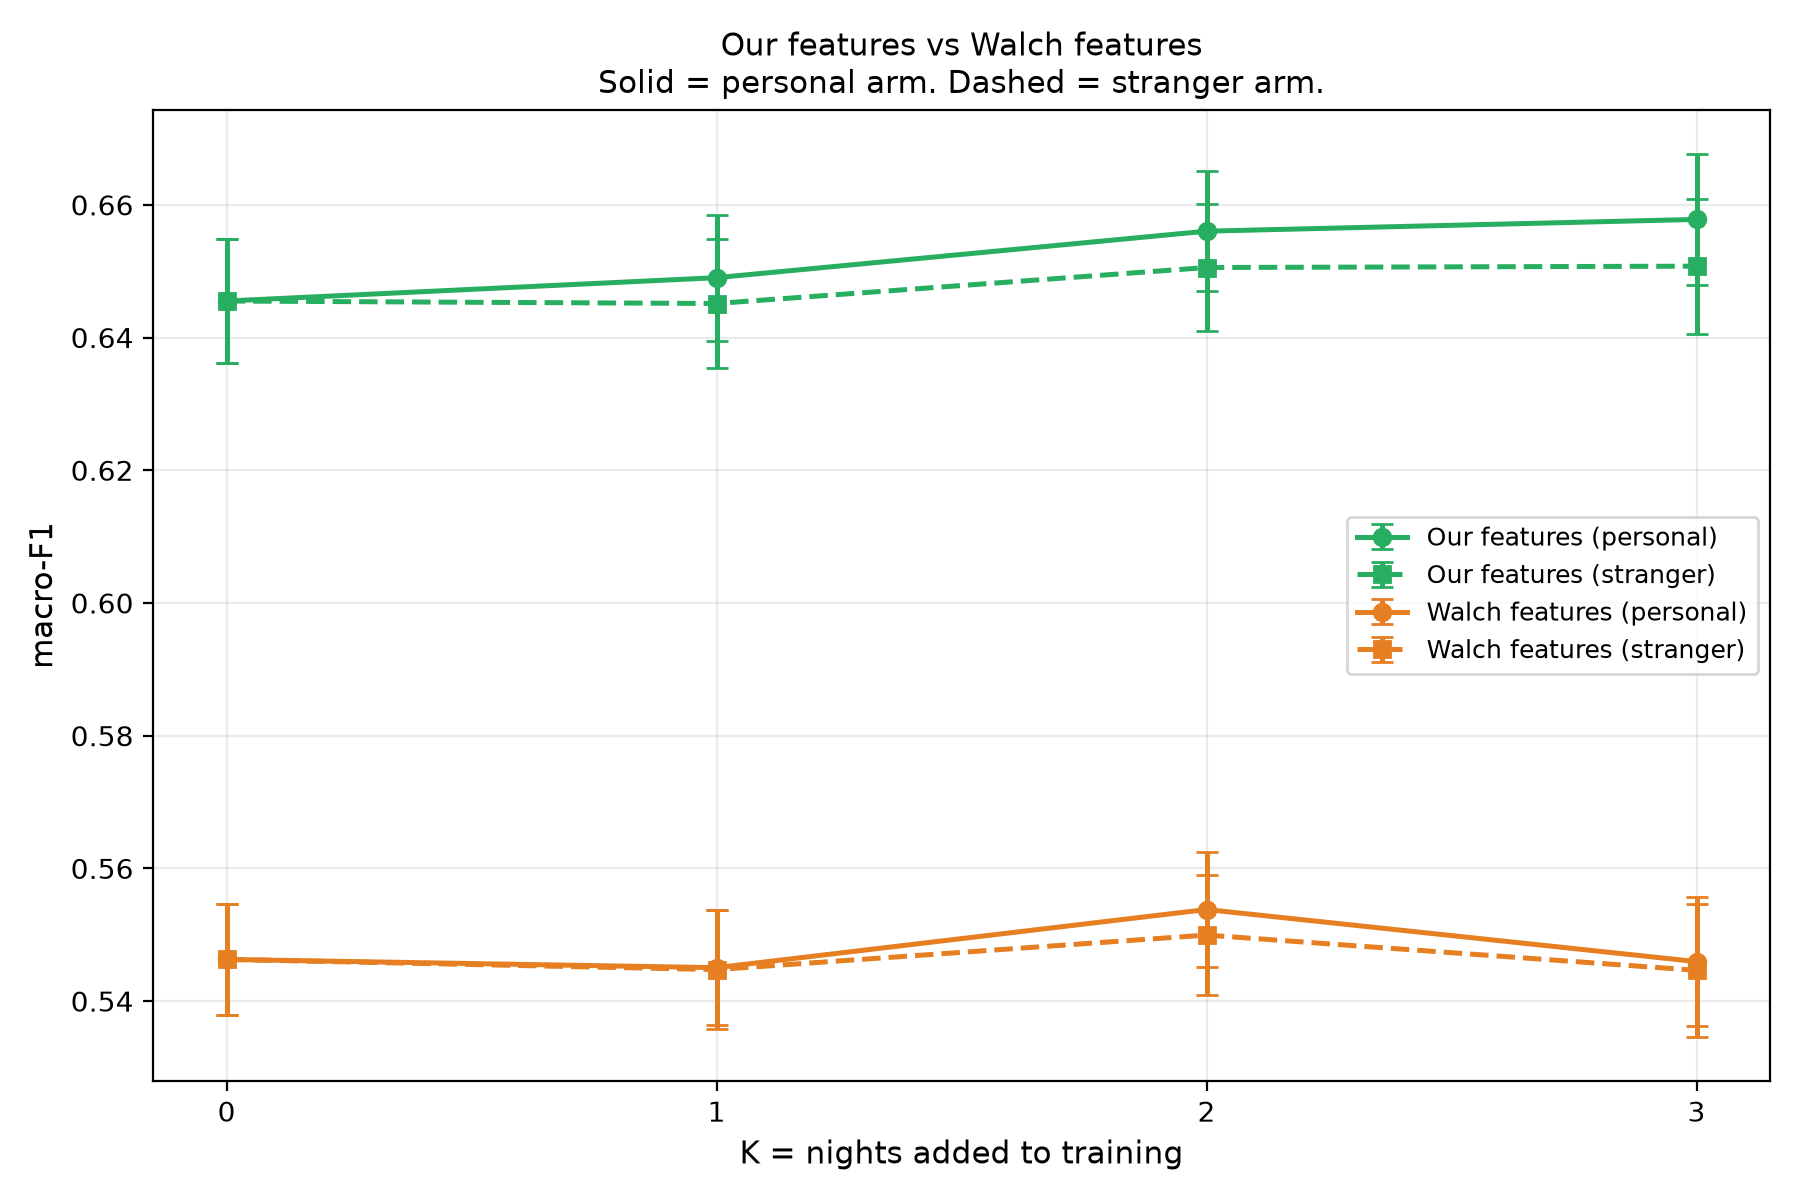 Our features vs Walch features
Solid = personal arm. Dashed = stranger arm.
macro-F1
0.66
0.64
0.62
0.60
0.58
0.56
0.54
Our features (personal)
Our features (stranger)
Walch features (personal)
Walch features (stranger)
0 1 2 3
K = nights added to training